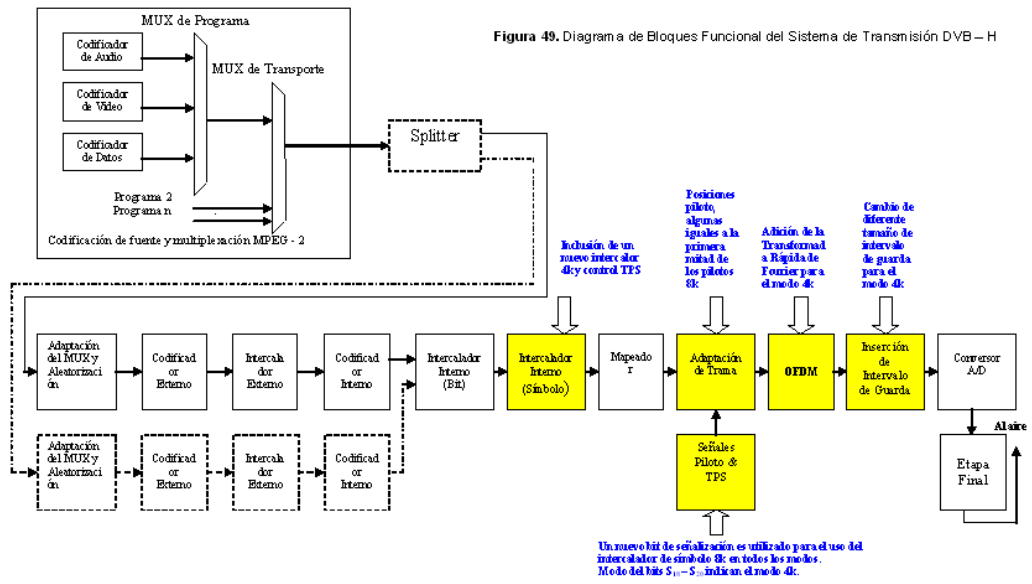 MUX de Programa
Figura 49. Diagrama de Bloques Funcional del Sistema de Transmisión DVB – H
Codificador
de Audio
MUX de Transporte
Codificador
de Video
Splitter
Codificador
de Datos
Programa 2
Programa n
Codificación de fuente y multiplexación MPEG - 2
Inclusión de un
nuevo intercalor
4k y control TPS
Posiciones
piloto,
algunas
iguales a la
primera
mitad de
los pilotos
8k
Adición de la
Transformad
a Rápida de
Fourier para
el modo 4k
Cambio de
diferente
tamaño de
intervalo
de guarda
para el
modo 4k
Adaptación
del MUX y
Aleatorizaci
ón
Codificad
or
Externo
Intercala
dor
Externo
Codificad
or
Interno
Intercalador
Interno
(Bit)
Intercalador
Interno
(Símbolo)
Mapeado
r
Adaptación
de Trama
OFDM
Inserción
de
Intervalo
de Guarda
Conversor
A/D
Al aire
Adaptación
del MUX y
Aleatorizaci
ón
Codificad
or
Externo
Intercala
dor
Externo
Codificad
or
Interno
Señales
Piloto &
TPS
Etapa
Final
Un nuevo bit de señalización es utilizado para el uso del
intercalador de símbolo 8k en todos los modos.
Modo del bits S – S indican el modo 4k.